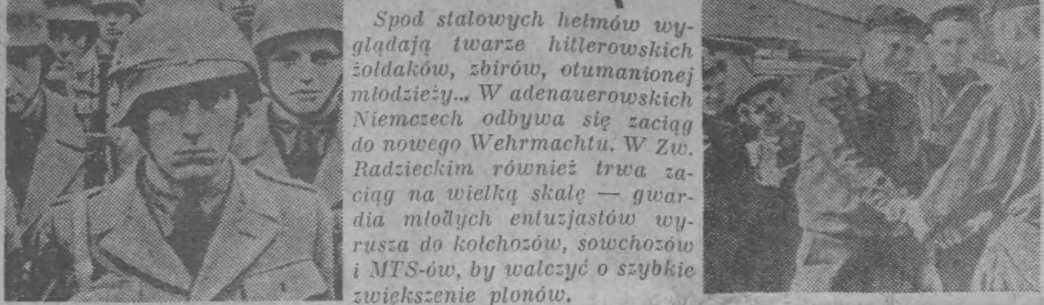 Spod stalowych hełmów wy-
glądają twarze hitlerowskich
żołdaków, zbirów, otumanionej
młodzieży... W adenauerowskich
Niemczech odbywa się zaciąg
do nowego Wehrmachtu. W Zw.
Radzieckim również trwa za-
ciąg na wielką skalę — gwar-
dia młodych entuzjastów wy-
rusza do kołchozów, sowchozów
i MTS-ów, by walczyć o szybkie
zwiększenie plonów.